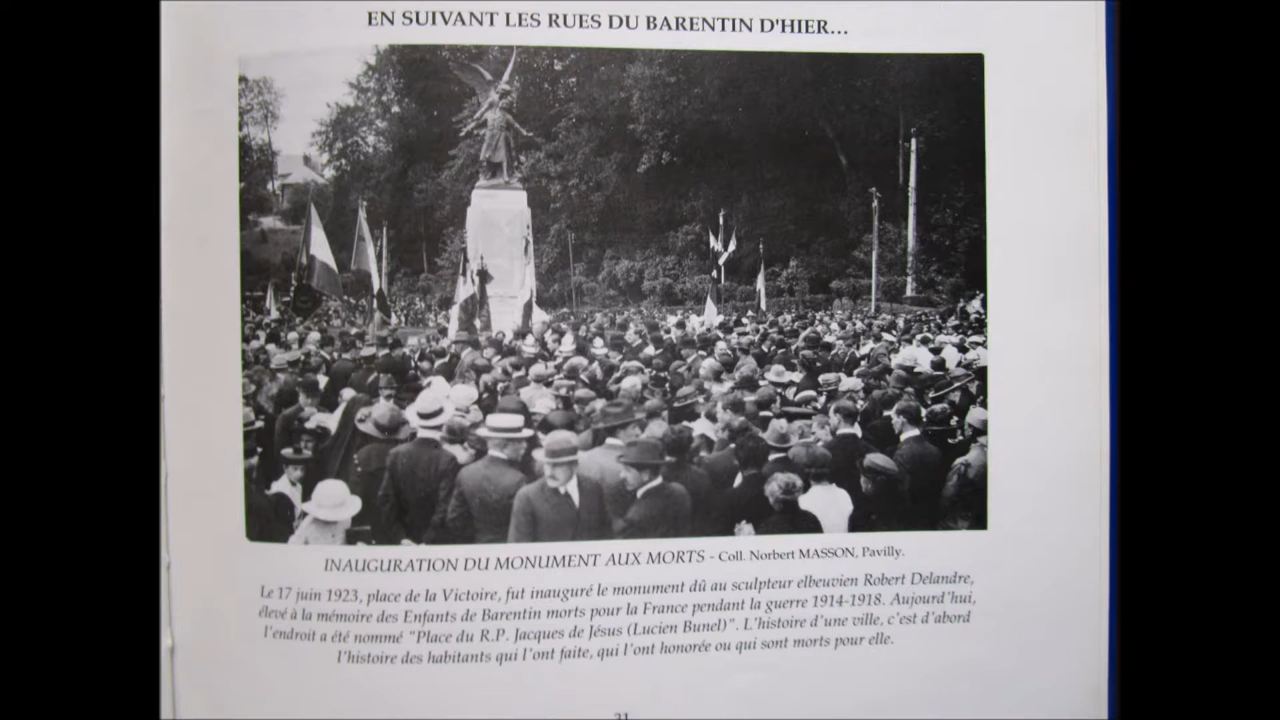 EN SUIVANT LES RUES DU BARENTIN D'HIER...
INAUGURATION DU MONUMENT AUX MORTS - Coll. Norbert MASSON, Pavilly.
Le 17 juin 1923, place de la Victoire, fut inauguré le monument dû au sculpteur elbeuvien Robert Delandre,
élevé à la mémoire des Enfants de Barentin morts pour la France pendant la guerre 1914-1918. Aujourd'hui,
l'endroit a été nommé "Place du R.P. Jacques de Jésus (Lucien Bunel)". L'histoire d'une ville, c'est d'abord
l'histoire des habitants qui l'ont faite, qui l'ont honorée ou qui sont morts pour elle.
31